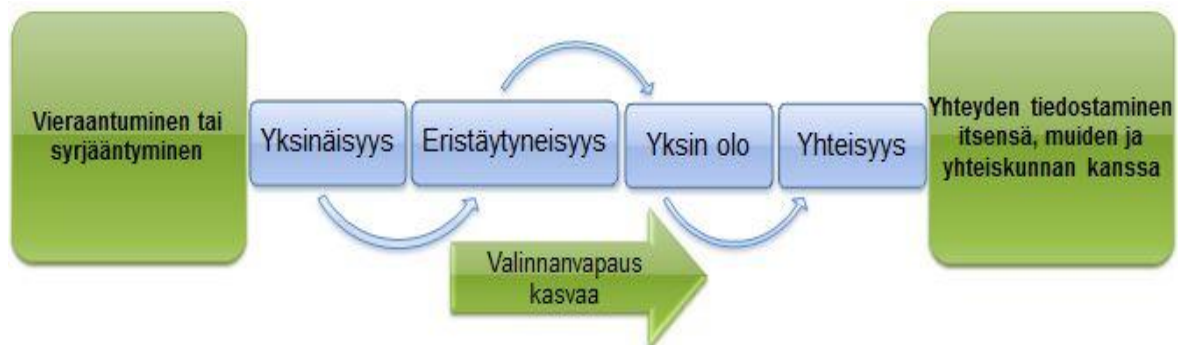 Vieraantuminen tai
syrjääntyminen
Yksinäisyys
Eristäytyneisyys
Yksin olo
Yhteisyys
Yhteyden tiedostaminen
itsensä, muiden ja
yhteiskunnan kanssa
Valinnanvapaus
kasvaa